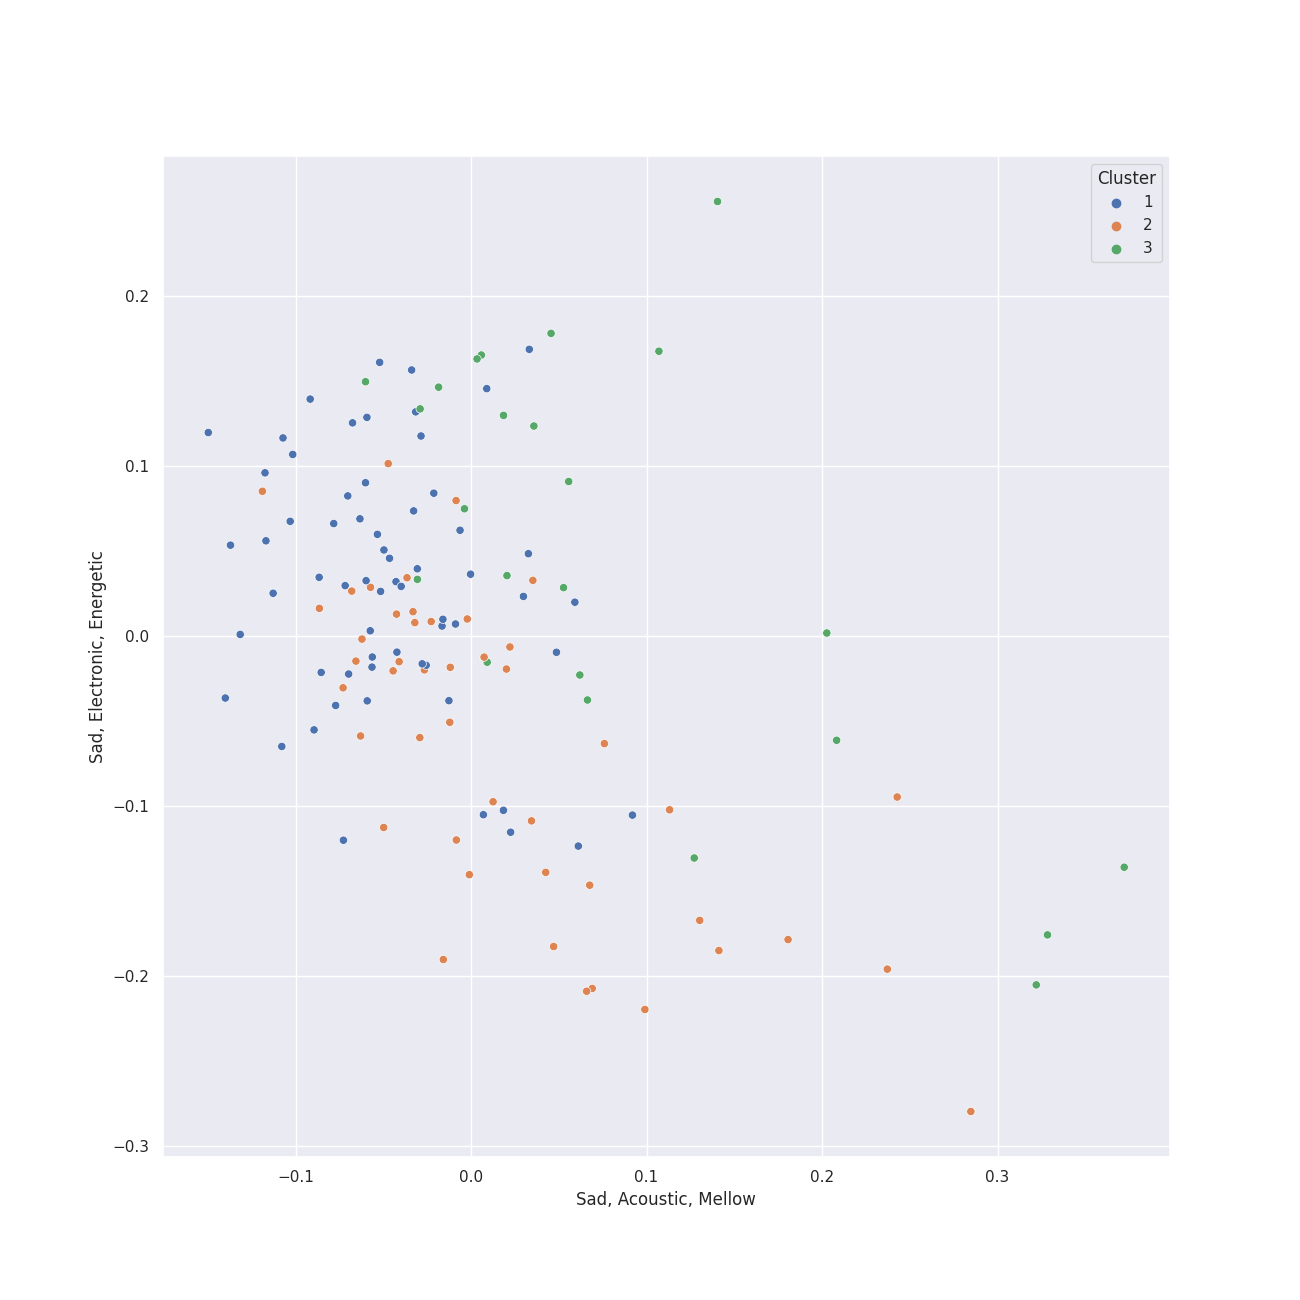 Cluster
1
2
3
0.2
0.1
0.0
−0.1
−0.2
−0.3
Sad, Electronic, Energetic
−0.1 0.0 0.1 0.2 0.3
Sad, Acoustic, Mellow